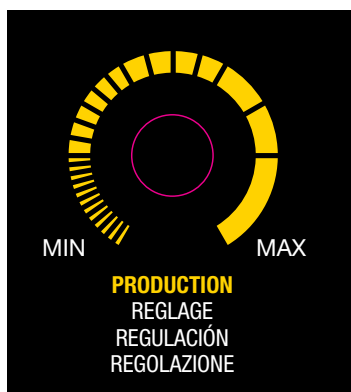 MIN MAX
PRODUCTION
REGLAGE
REGULACIÓN
REGOLAZIONE